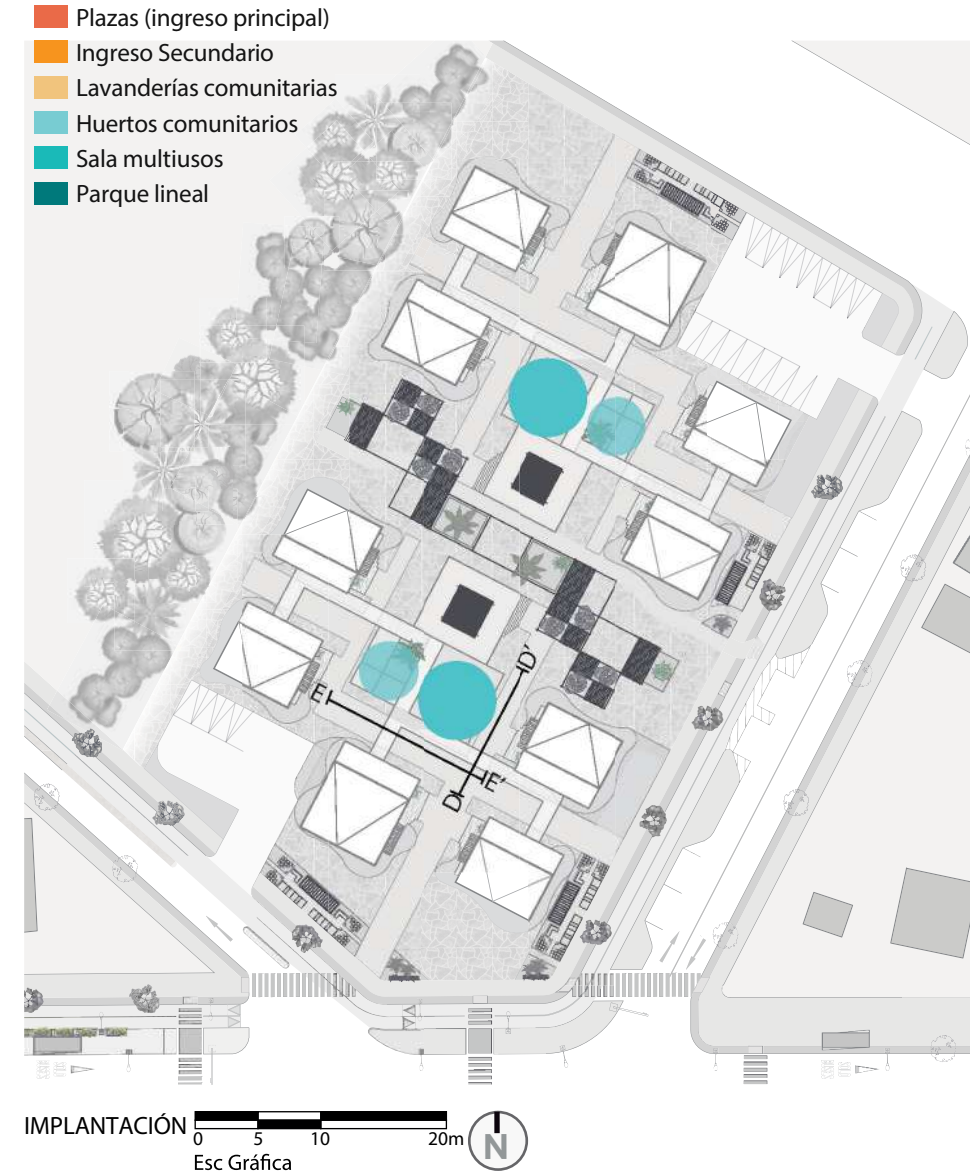 Plazas (ingreso principal)
Ingreso Secundario
Lavanderías comunitarias
Huertos comunitarios
Sala multiusos
Parque lineal
D'
E
E'
D
IMPLANTACIÓN
0 5 10 20m
Esc Gráfica
N